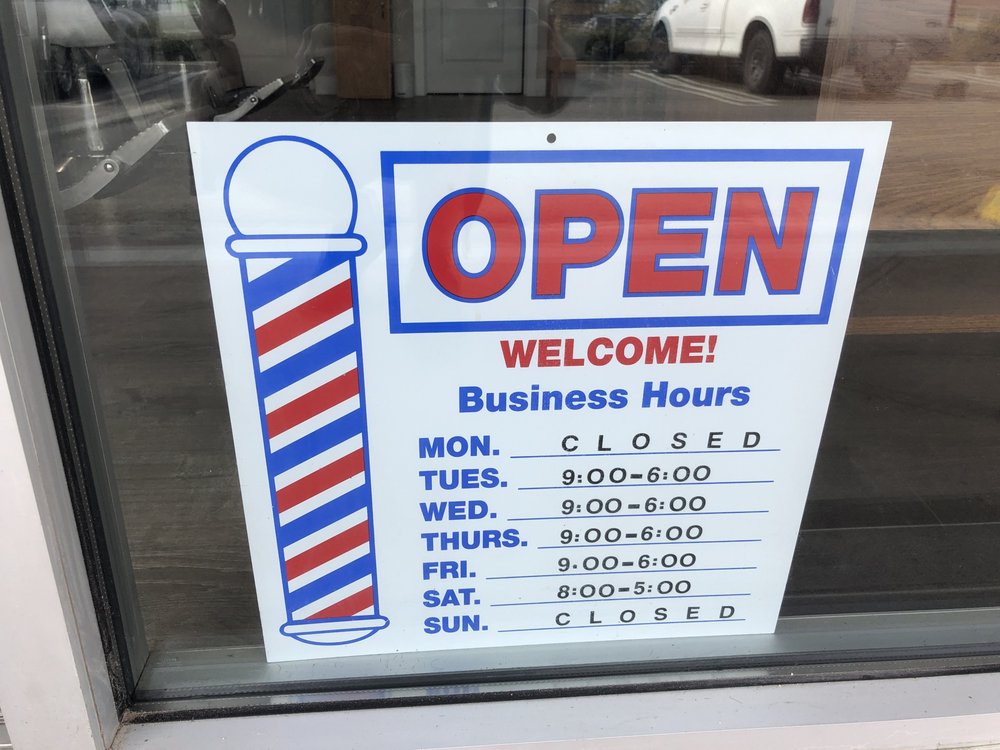 OPEN
WELCOME!
Business Hours
MON. CLOSED
TUES. 9:00-6:00
WED. 9:00-6:00
THURS. 9:00-6:00
FRI. 9.00-6:00
SAT. 8:00-5:00
SUN. CLOSED